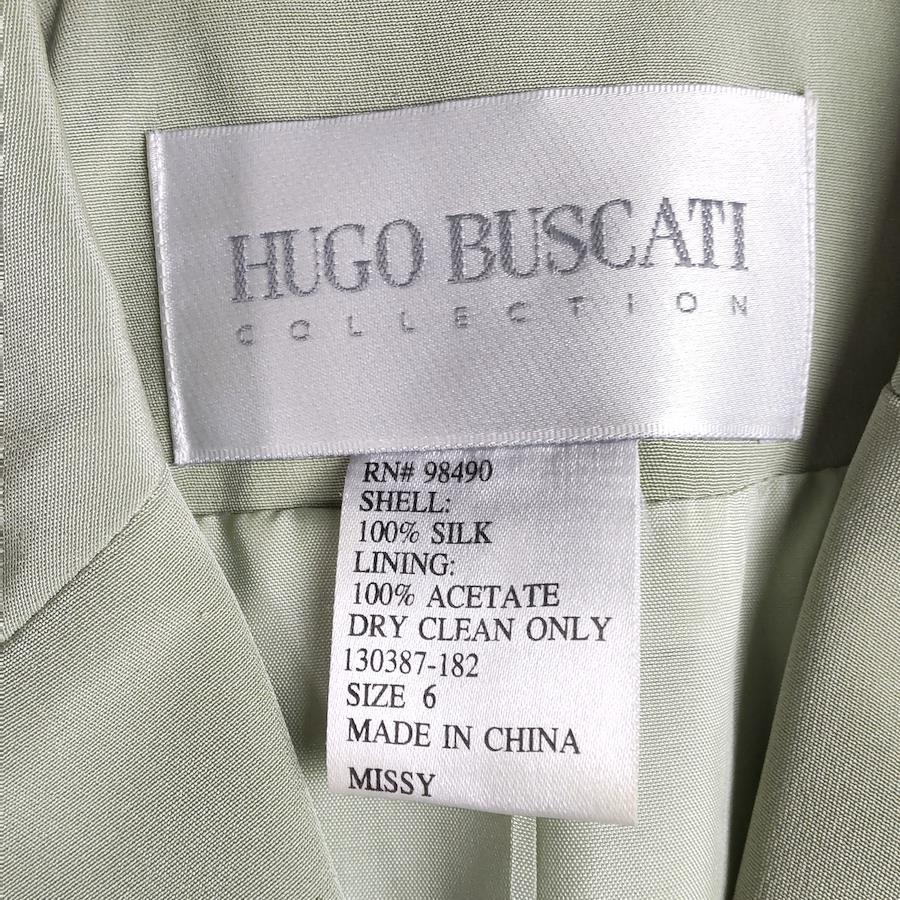 HUGO BUSCATI
COLLECTION
RN# 98490
SHELL:
100% SILK
LINING:
100% ACETATE
DRY CLEAN ONLY
130387-182
SIZE 6
MADE IN CHINA
MISSY